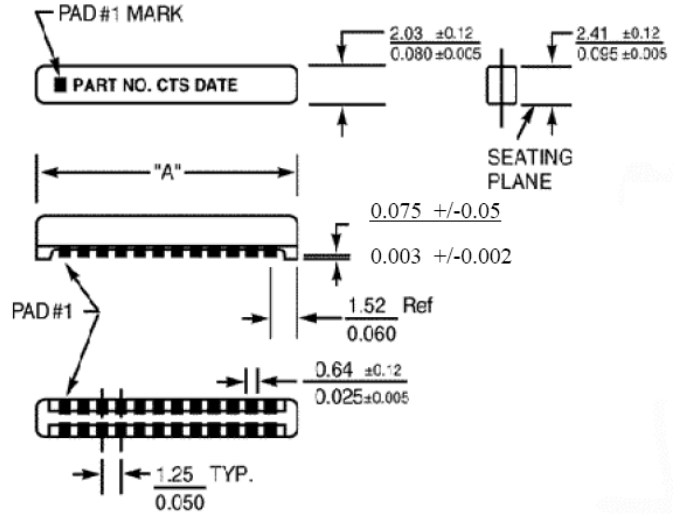 PAD #1 MARK
2.03 ±0.12
0.080 ±0.005
2.41 ±0.12
0.095 ±0.005
PART NO. CTS DATE
SEATING
PLANE
"A"
0.075 +/-0.05
0.003 +/-0.002
PAD #1
1.52 Ref
0.060
0.64 ±0.12
0.025±0.005
1.25 TYP.
0.050